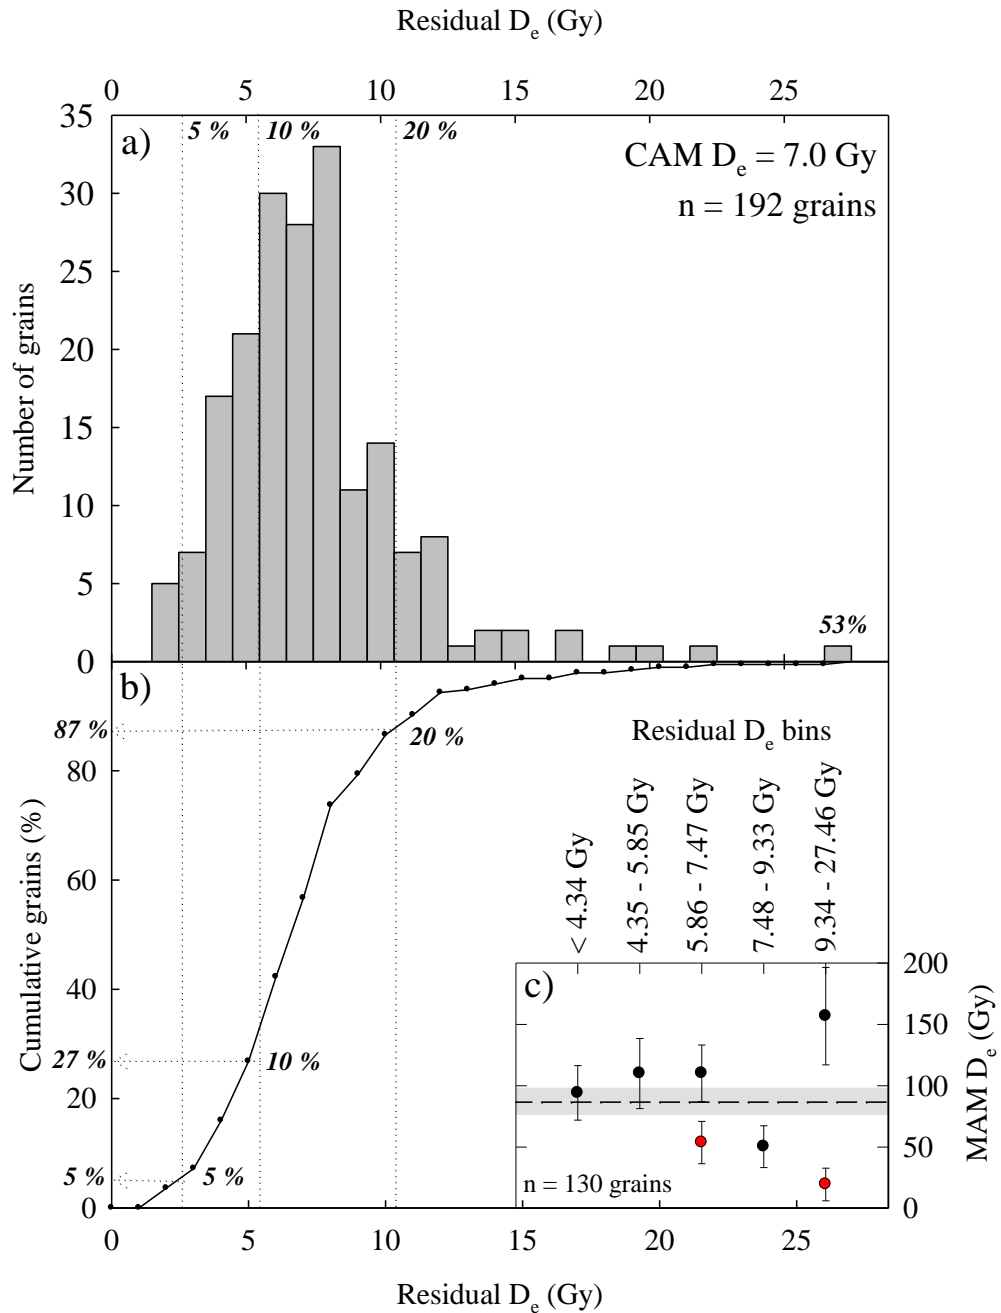 Residual De (Gy)
0 5 10 15 20 25
35
30
25
20
15
10
5
0
Number of grains
a)
5 % 10 % 20 %
CAM De = 7.0 Gy
n = 192 grains
53%
b)
87 %
80
60
40
27 %
20
5 %
0
Cumulative grains (%)
20 %
10 %
5 %
Residual De bins
< 4.34 Gy
4.35 - 5.85 Gy
5.86 - 7.47 Gy
7.48 - 9.33 Gy
9.34 - 27.46 Gy
c)
200
150
100
50
0
MAM De (Gy)
n = 130 grains
0 5 10 15 20 25
Residual De (Gy)